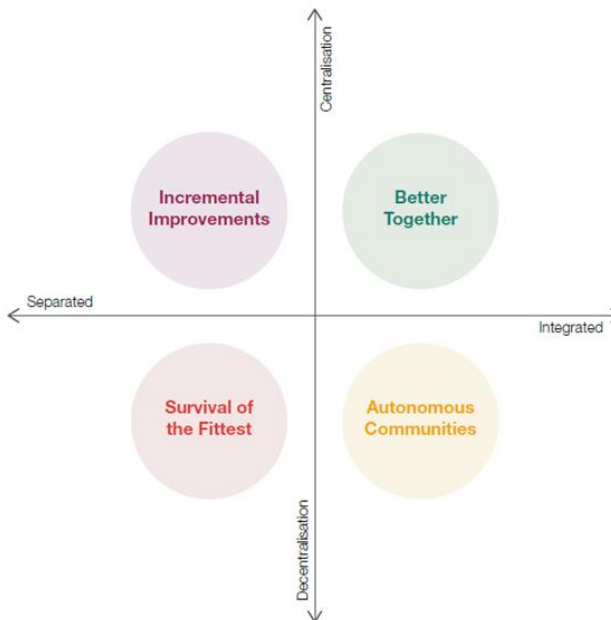 Centralisation
Incremental
Improvements
Better
Together
Separated
Integrated
Survival of
the Fittest
Autonomous
Communities
Decentralisation